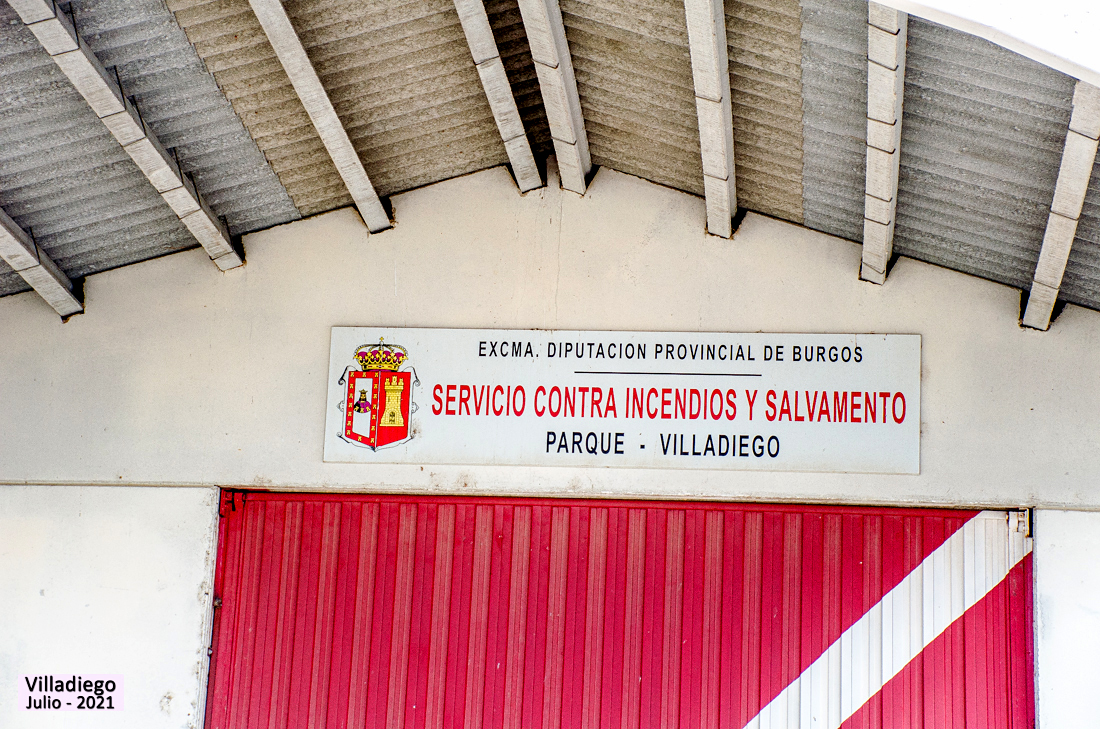 EXCMA. DIPUTACION PROVINCIAL DE BURGOS
SERVICIO CONTRA INCENDIOS Y SALVAMENTO
PARQUE - VILLADIEGO
Villadiego
Julio - 2021